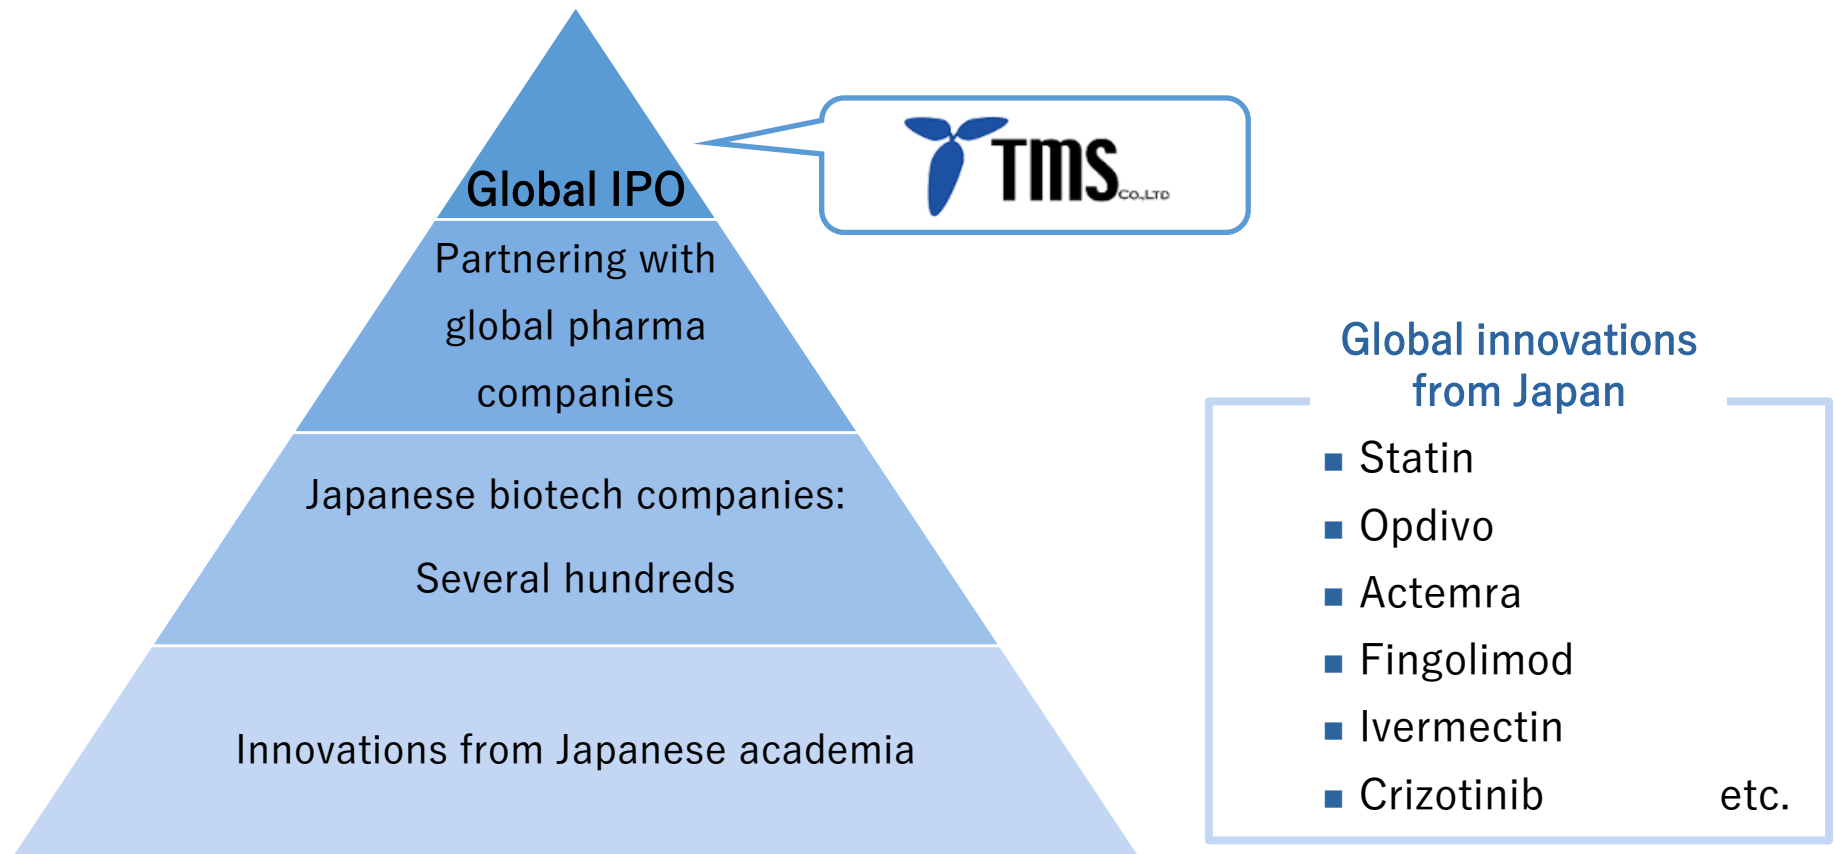 Global IPO
TMS Co.,LTD
Partnering with
global pharma
companies
Japanese biotech companies:
Several hundreds
Innovations from Japanese academia
Global innovations
from Japan
Statin
Opdivo
Actemra
Fingolimod
Ivermectin
Crizotinib etc.